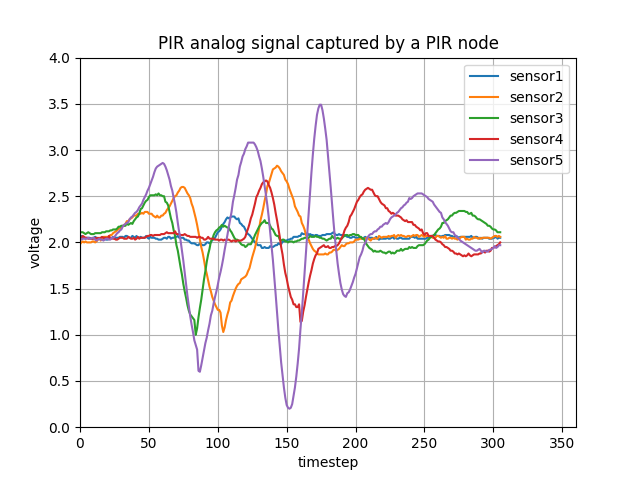 PIR analog signal captured by a PIR node
4.0
3.5
3.0
2.5
2.0
1.5
1.0
0.5
0.0
voltage
sensor1
sensor2
sensor3
sensor4
sensor5
0 50 100 150 200 250 300 350
timestep